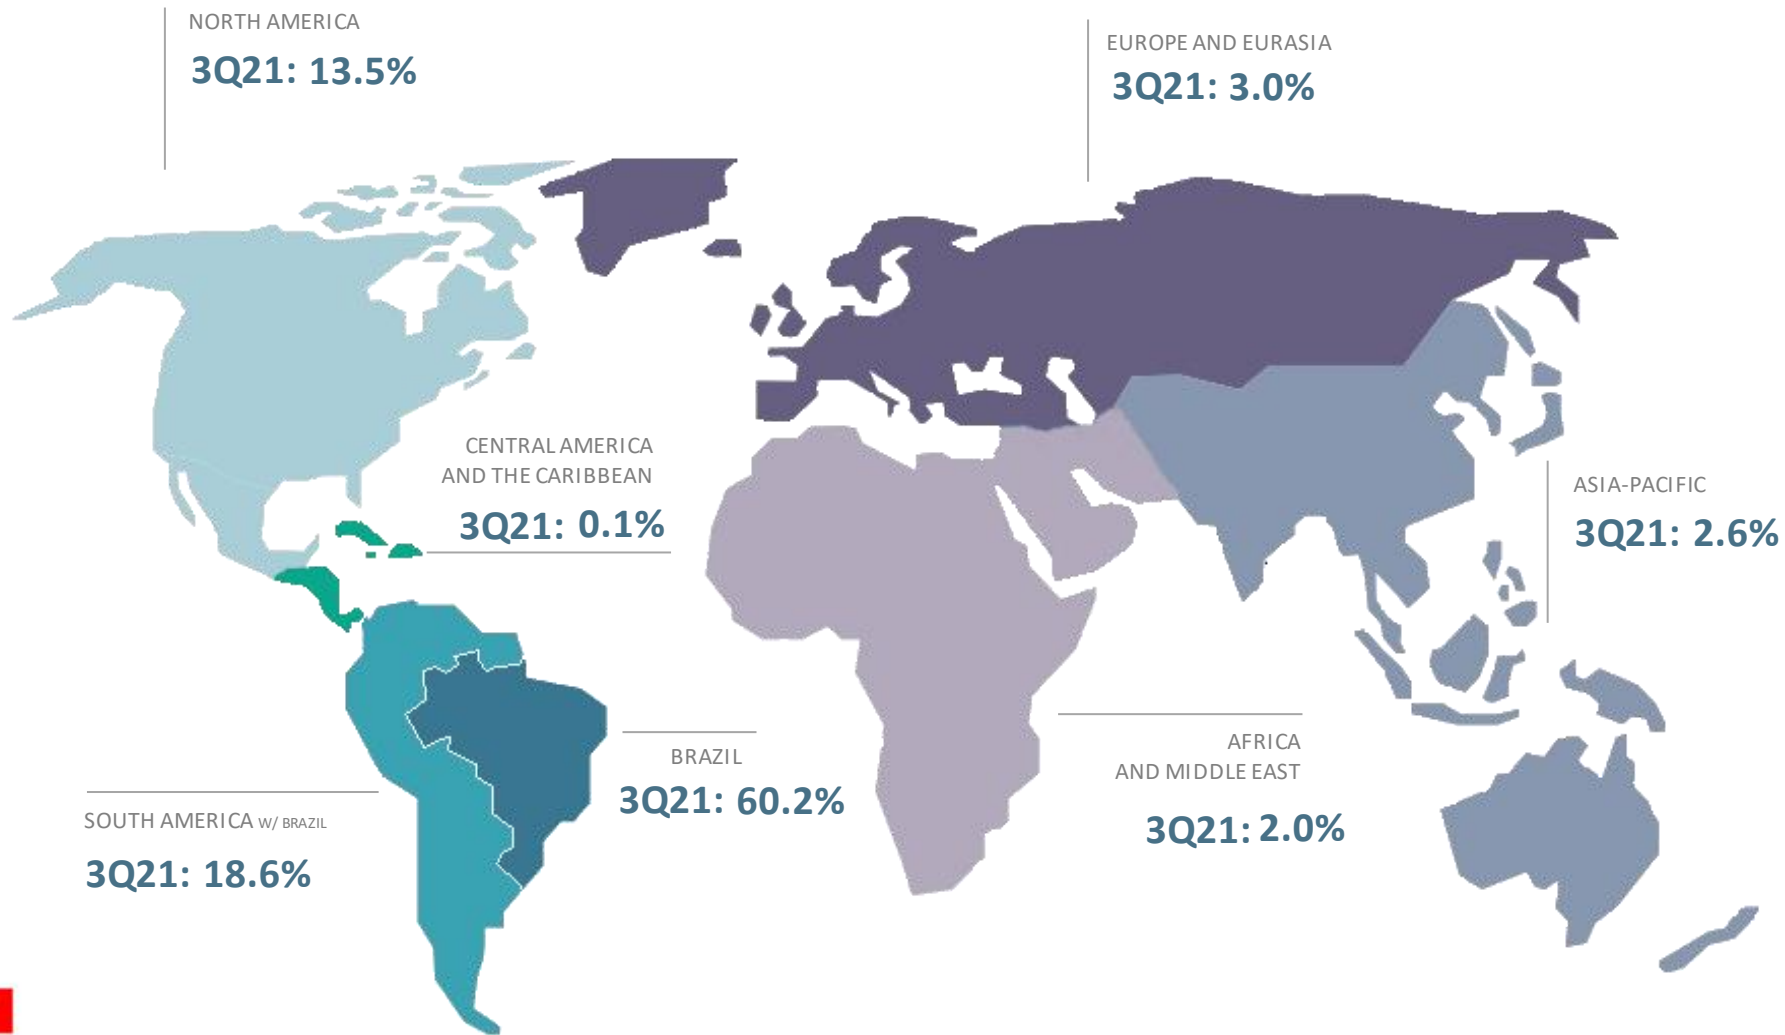 NORTH AMERICA
3Q21: 13.5%
EUROPE AND EURASIA
3Q21: 3.0%
CENTRAL AMERICA
AND THE CARIBBEAN
3Q21: 0.1%
ASIA-PACIFIC
3Q21: 2.6%
BRAZIL
3Q21: 60.2%
AFRICA
AND MIDDLE EAST
3Q21: 2.0%
SOUTH AMERICA W/ BRAZIL
3Q21: 18.6%